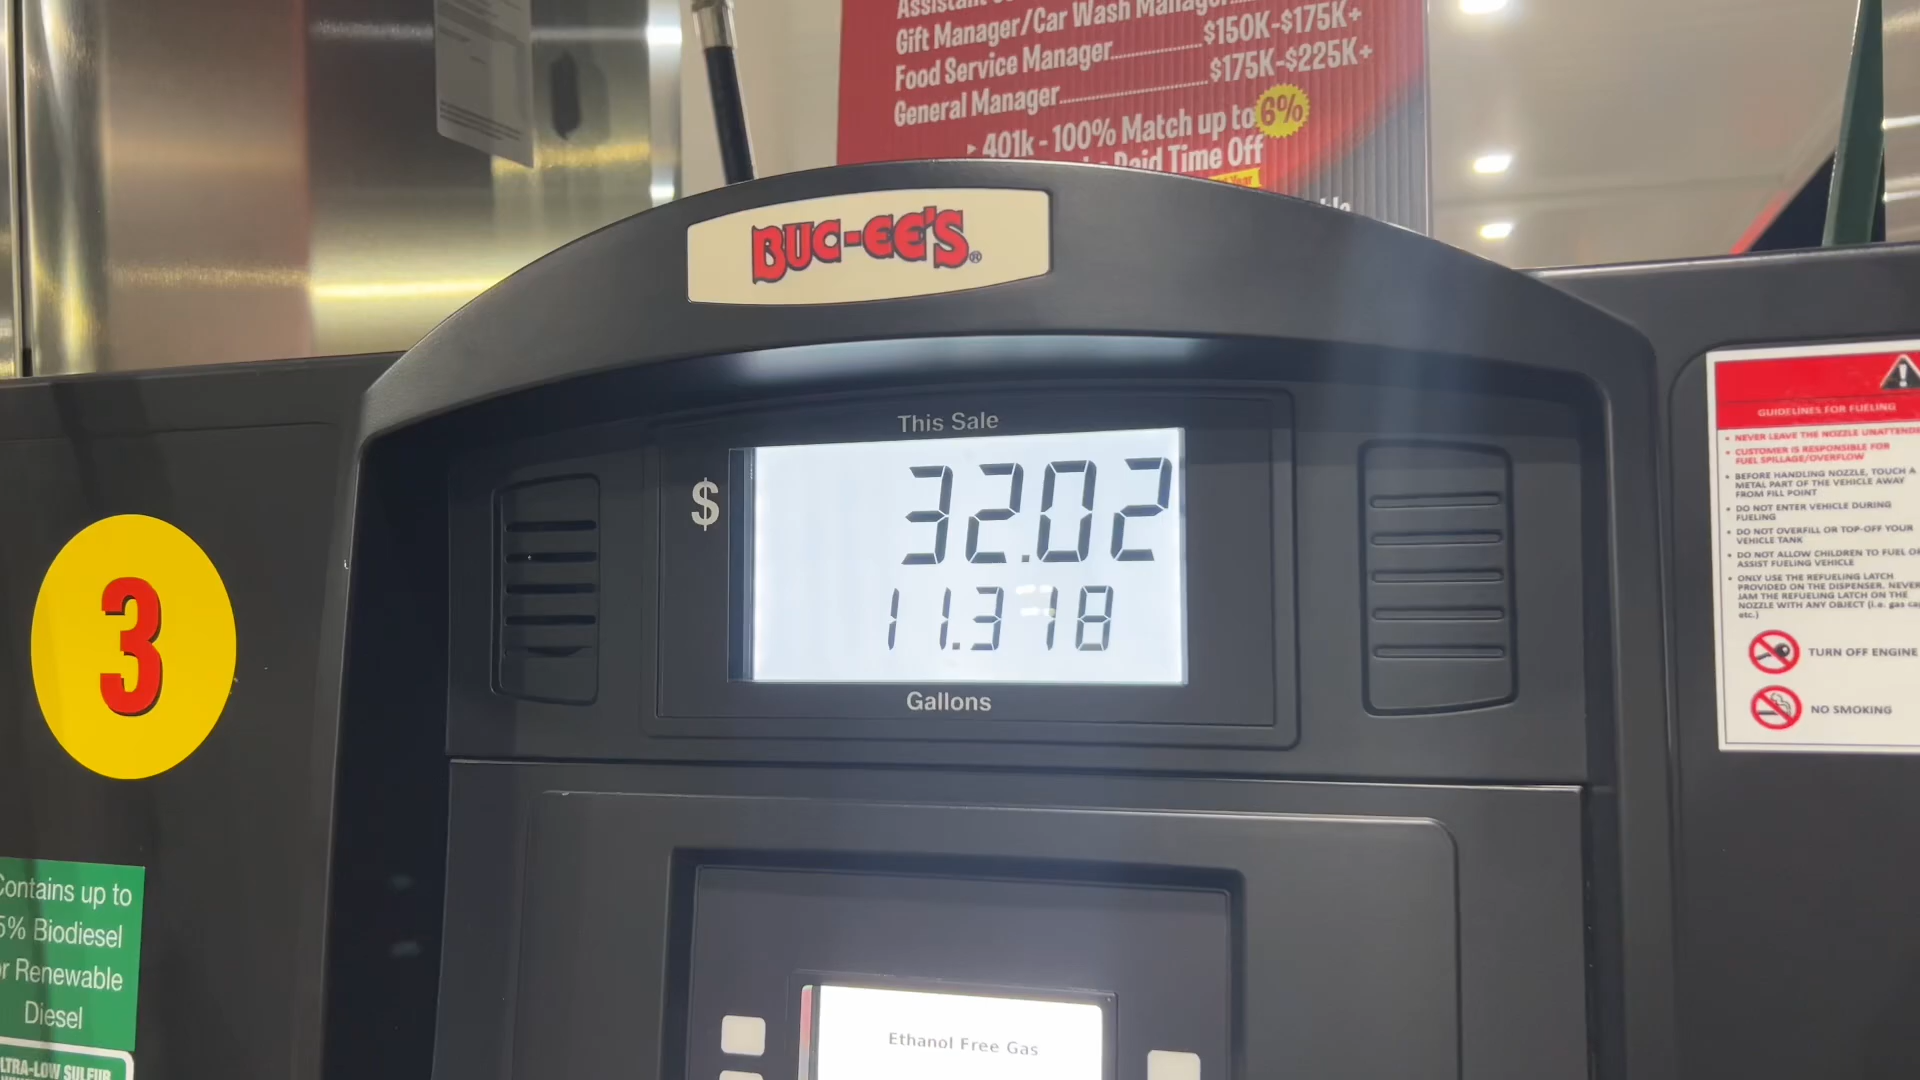 Gift Manager/Car Wash Manager
Food Service Manager..................$150K-$175K+
General Manager..........................$175K-$225K+
▸ 401k - 100% Match up to 6%
Paid Time Off
BUC-EE'S®
This Sale
$ 32.02
11.318
Gallons
3
Contains up to
5% Biodiesel
or Renewable
Diesel
ULTRA-LOW SULFUR
Ethanol Free Gas
GUIDELINES FOR FUELING
• NEVER LEAVE THE NOZZLE UNATTENDED
• CUSTOMER IS RESPONSIBLE FOR
FUEL SPILLAGE/OVERFLOW
• BEFORE HANDLING NOZZLE, TOUCH A
METAL PART OF THE VEHICLE AWAY
FROM FILL POINT
• DO NOT ENTER VEHICLE DURING
FUELING
• DO NOT OVERFILL OR TOP-OFF YOUR
VEHICLE TANK
• DO NOT ALLOW CHILDREN TO FUEL OR
ASSIST FUELING VEHICLE
• ONLY USE THE REFUELING LATCH
PROVIDED ON THE DISPENSER. NEVER
JAM THE REFUELING LATCH ON THE
NOZZLE WITH ANY OBJECT (i.e. gas cap
etc.)
TURN OFF ENGINE
NO SMOKING